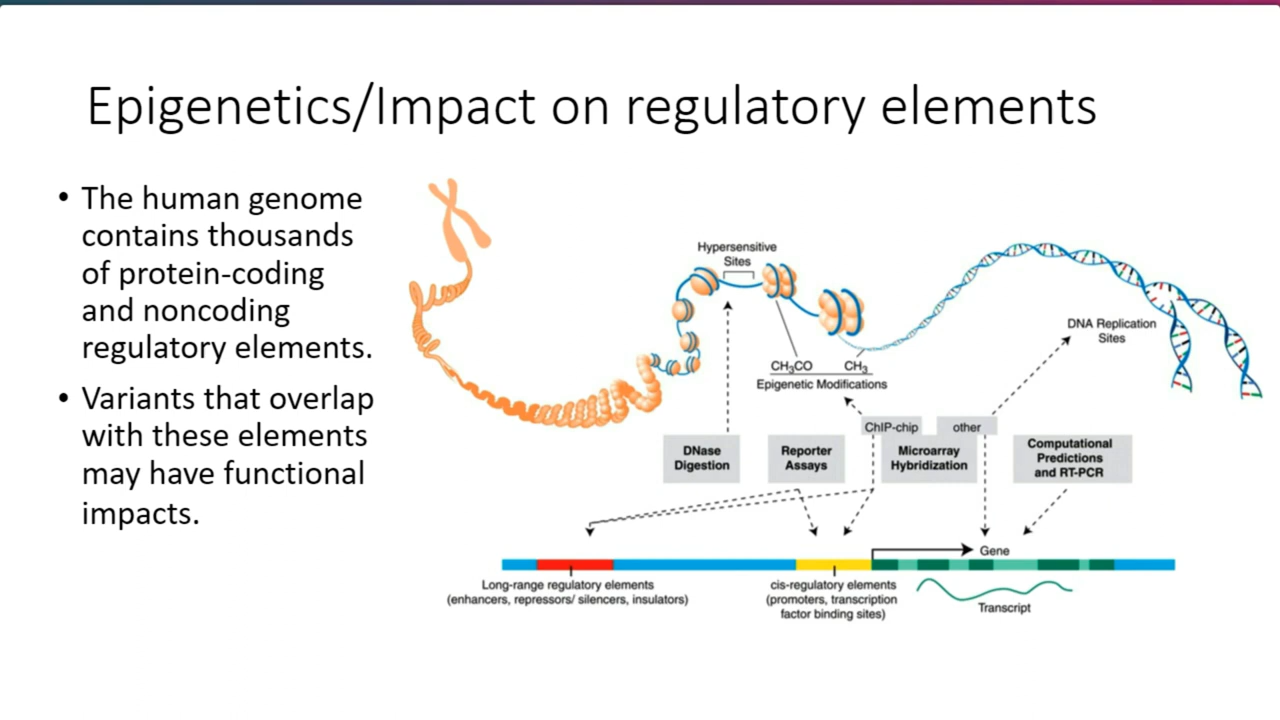 Epigenetics/Impact on regulatory elements
• The human genome
contains thousands
of protein-coding
and noncoding
regulatory elements.
• Variants that overlap
with these elements
may have functional
impacts.
Hypersensitive
Sites
CH3CO CH3
Epigenetic Modifications
DNA Replication
Sites
ChIP-chip
other
DNase
Digestion
Reporter
Assays
Microarray
Hybridization
Computational
Predictions
and RT-PCR
Gene
Long-range regulatory elements
(enhancers, repressors/ silencers, insulators)
cis-regulatory elements
(promoters, transcription
factor binding sites)
Transcript